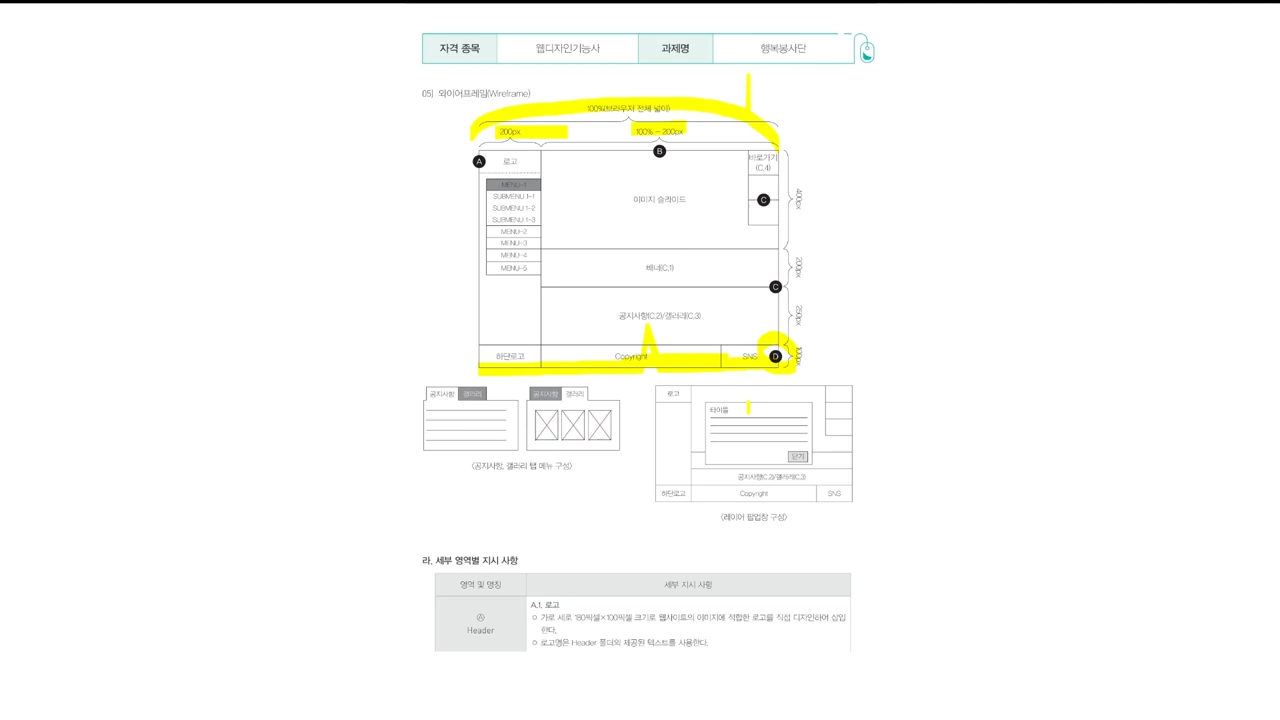 자격 종목 웹디자인기능사 과제명 행복봉사단
05) 와이어프레임(Wireframe)
100%(브라우저 전체 넓이)
200px 100% - 200px
A 로고 B 바로가기
(C.4)
MENU-1
SUBMENU 1-1
SUBMENU 1-2
SUBMENU 1-3
MENU-2
MENU-3
MENU-4
MENU-5
이미지 슬라이드 C 400px
배너(C.1) 200px
C
공지사항(C.2)/갤러리(C.3) 250px
하단로고 Copyright SNS D 100px
공지사항 갤러리 공지사항 갤러리
〈공지사항, 갤러리 탭 메뉴 구성〉
로고
타이틀
닫기
공지사항(C.2)/갤러리(C.3)
하단로고 Copyright SNS
〈레이어 팝업창 구성〉
라. 세부 영역별 지시 사항
영역 및 명칭 세부 지시 사항
Ⓐ
Header
A.1. 로고
○ 가로 세로 180픽셀×100픽셀 크기로 웹사이트의 이미지에 적합한 로고를 직접 디자인하여 삽입
한다.
○ 로고명은 Header 폴더의 제공된 텍스트를 사용한다.